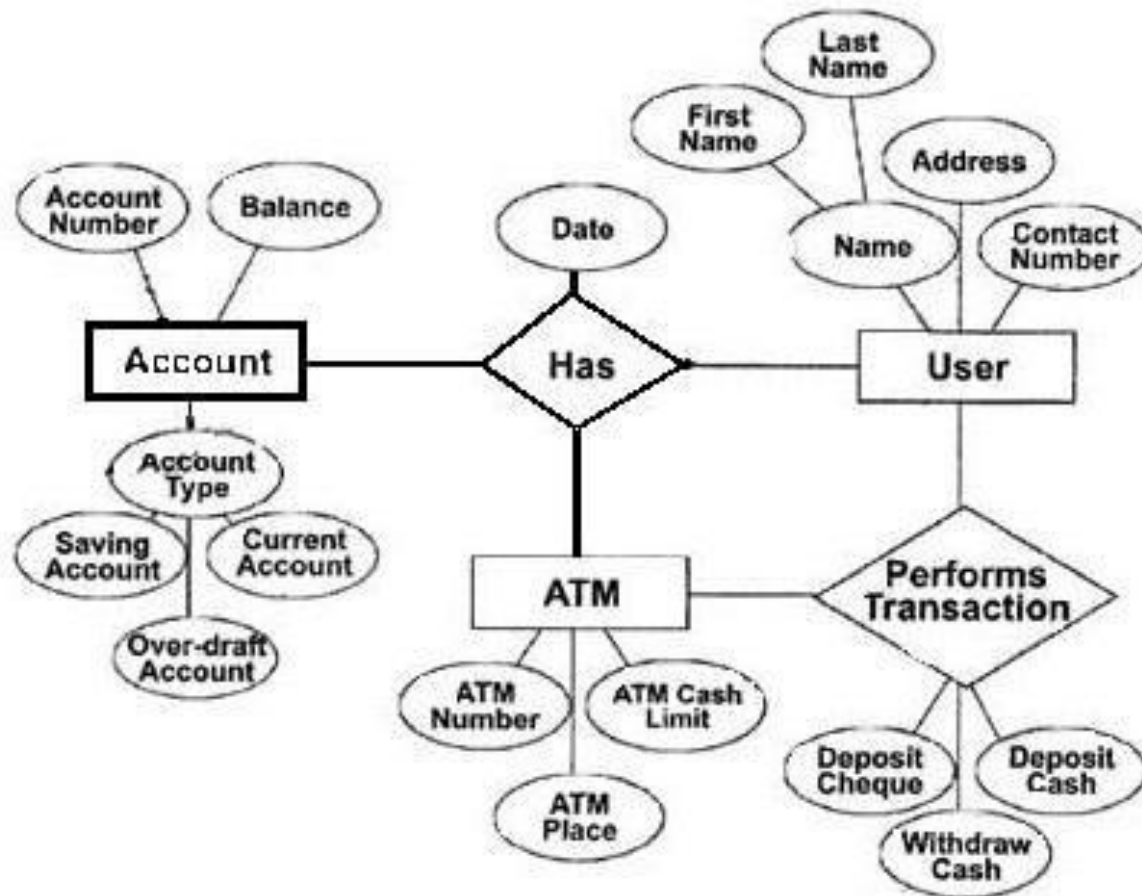 Last
Name
First
Name
Address
Account
Number
Balance
Date
Name
Contact
Number
Account
Has
User
Account
Type
Saving
Account
Current
Account
ATM
Performs
Transaction
Over-draft
Account
ATM
Number
ATM Cash
Limit
Deposit
Cheque
Deposit
Cash
ATM
Place
Withdraw
Cash